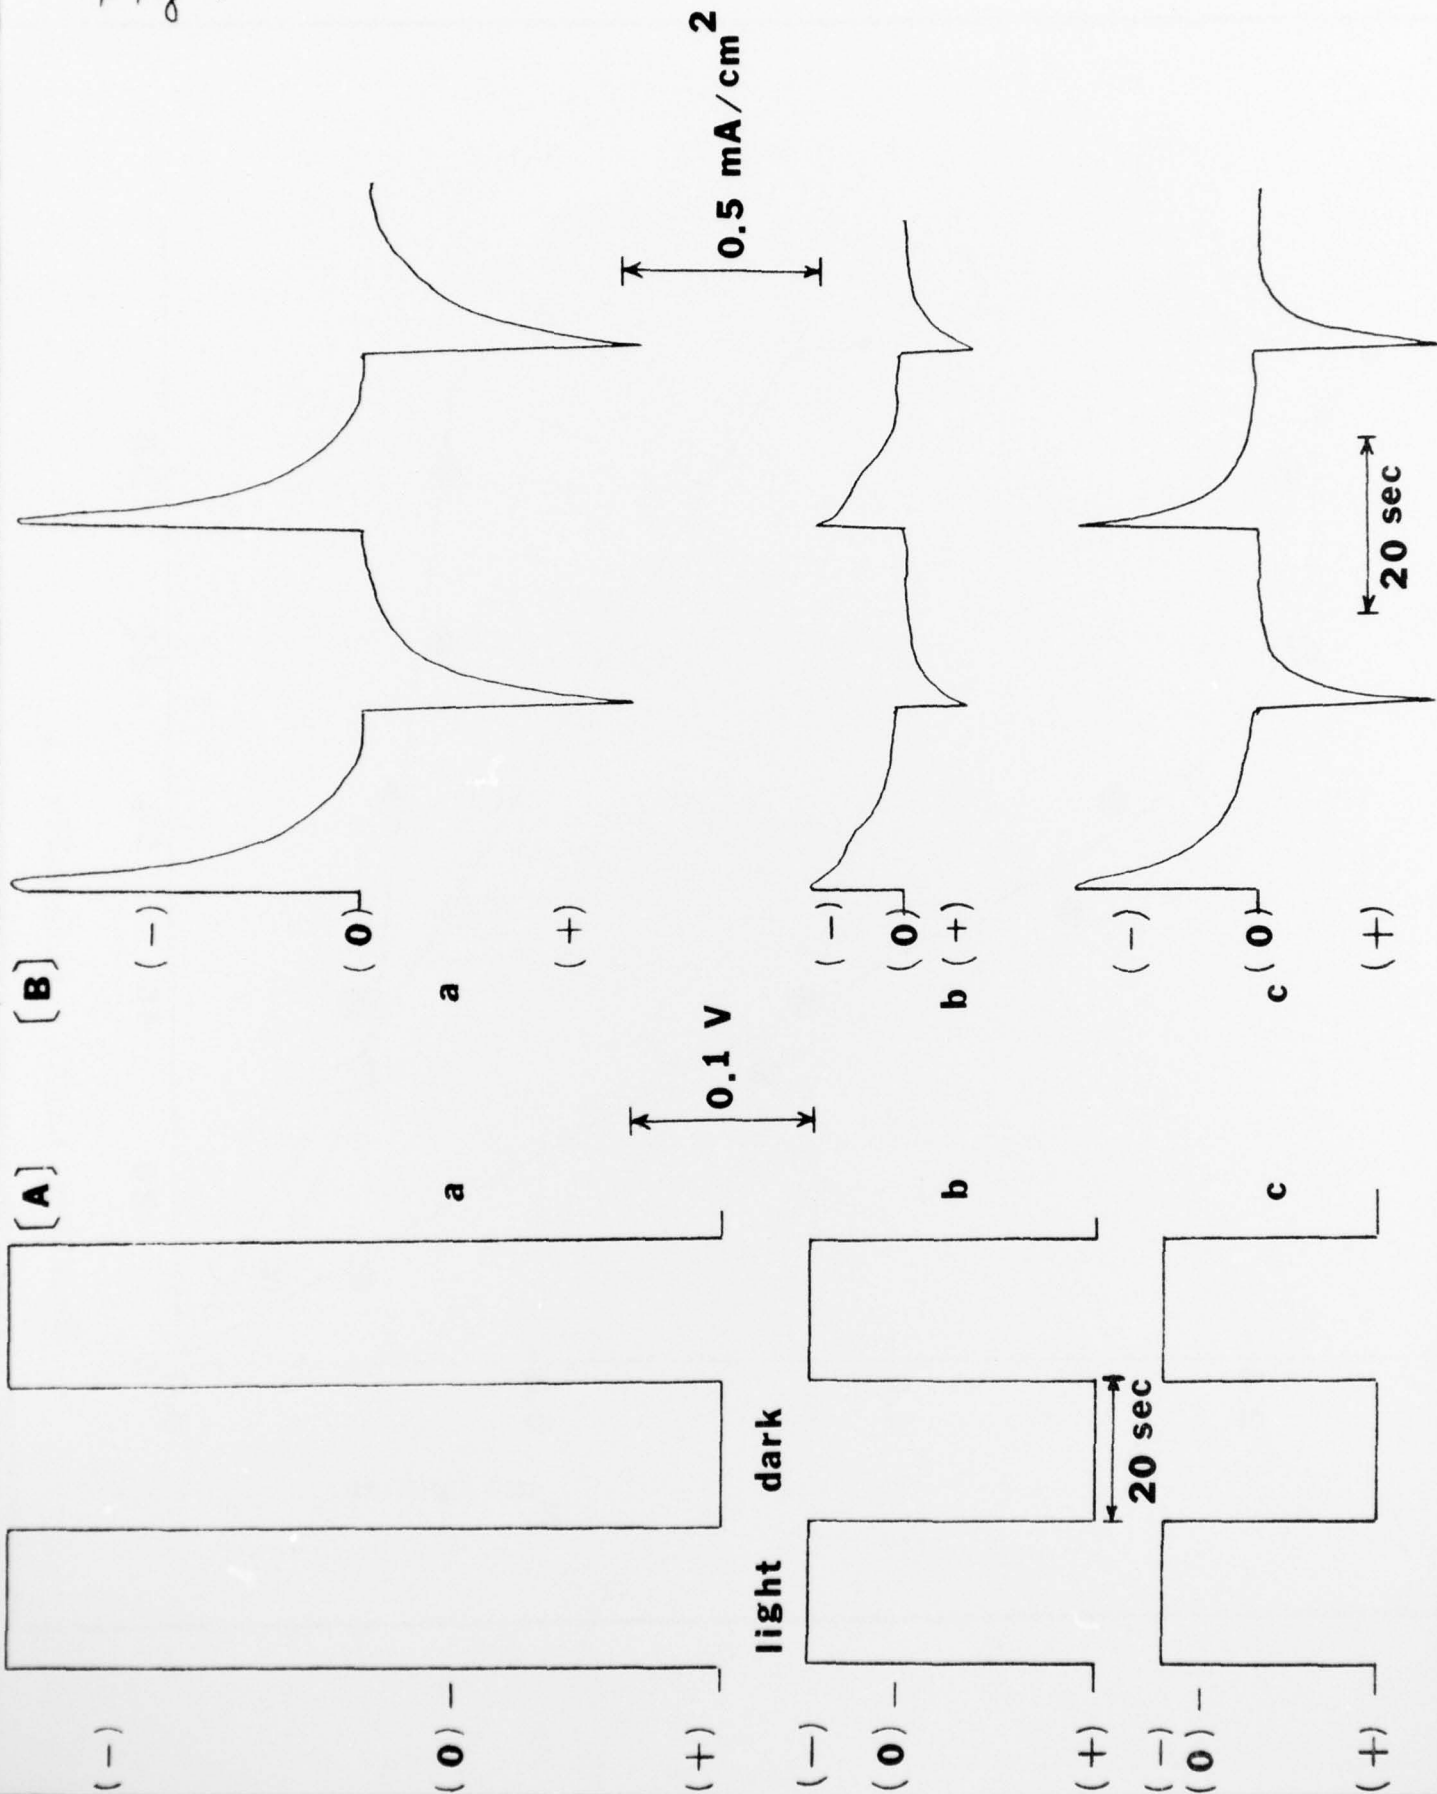 [A]
[B]
(-)
(0)
(+)
a
(-)
(0)
(+)
a
0.1 V
0.5 mA/cm2
light dark
(-)
(0)
(+)
b
20 sec
(-)
(0)
(+)
b
(-)
(0)
(+)
c
(-)
(0)
(+)
c
20 sec